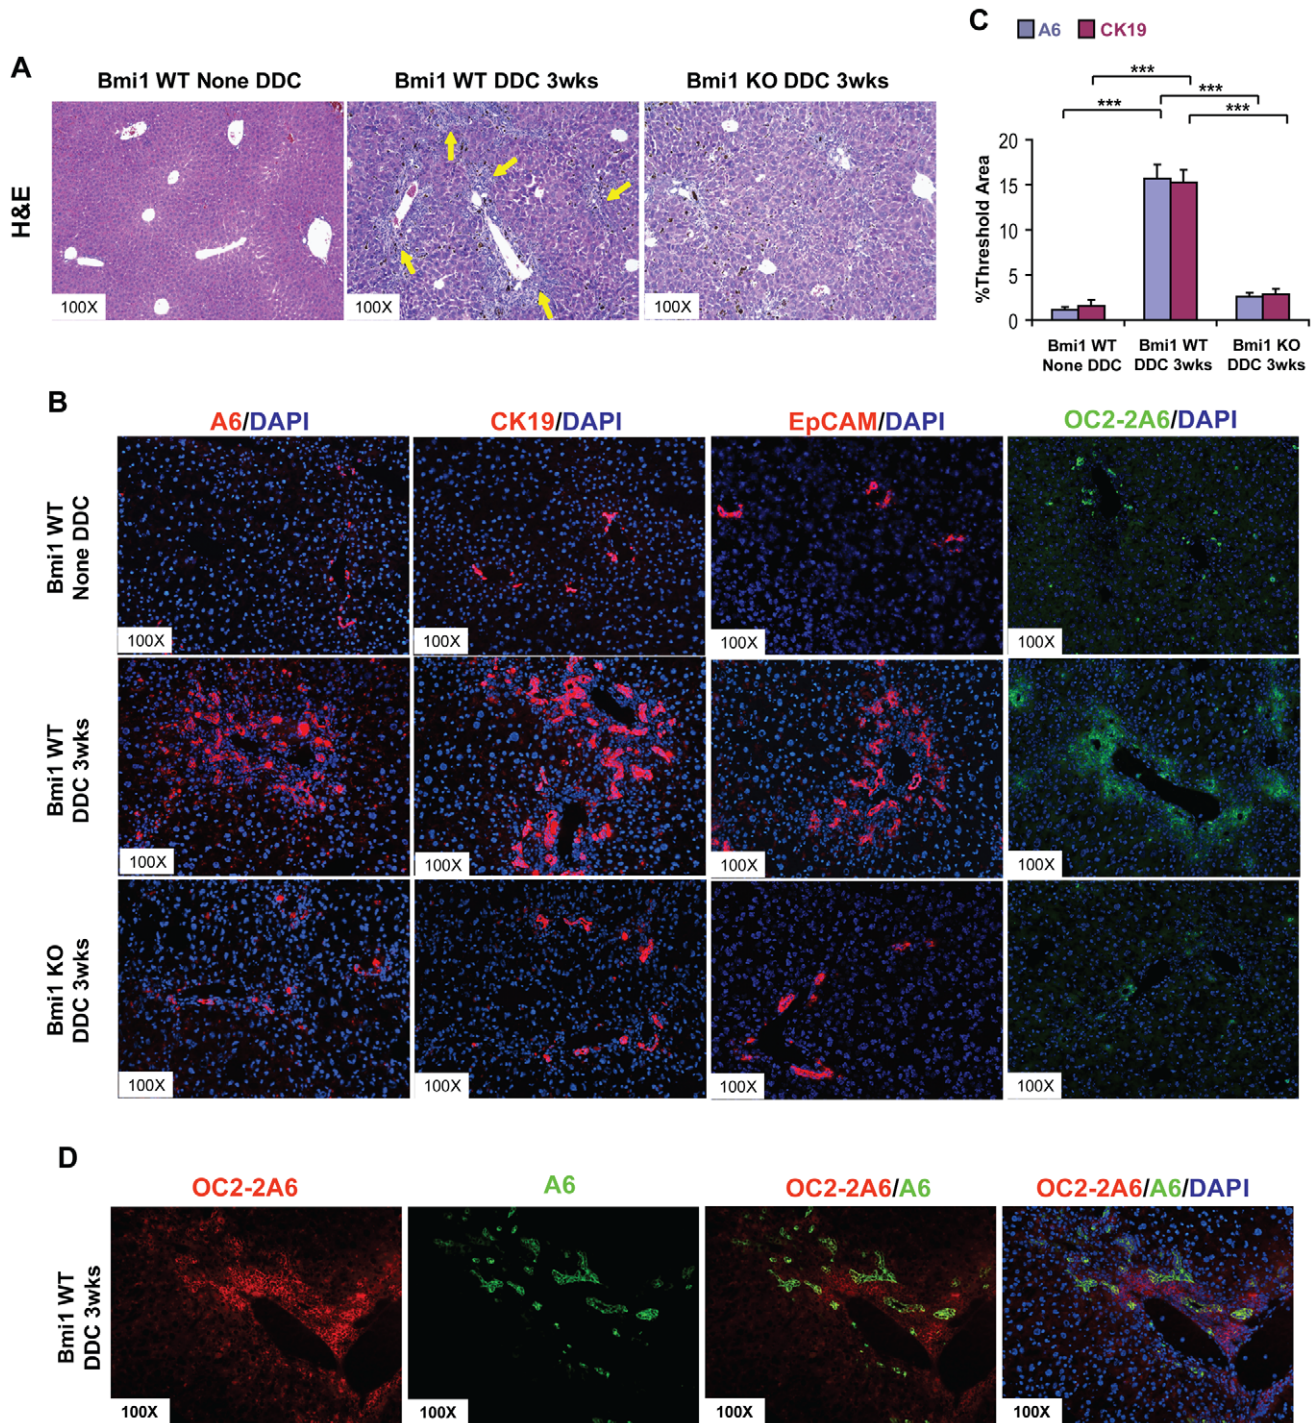 C
A6 CK19
A
Bmi1 WT None DDC
Bmi1 WT DDC 3wks
Bmi1 KO DDC 3wks
H&E
100X
100X
100X
***
***
***
***
%Threshold Area
20
15
10
5
0
Bmi1 WT
None DDC
Bmi1 WT
DDC 3wks
Bmi1 KO
DDC 3wks
B
A6/DAPI
CK19/DAPI
EpCAM/DAPI
OC2-2A6/DAPI
Bmi1 WT
None DDC
100X
100X
100X
100X
Bmi1 WT
DDC 3wks
100X
100X
100X
100X
Bmi1 KO
DDC 3wks
100X
100X
100X
100X
D
OC2-2A6
A6
OC2-2A6/A6
OC2-2A6/A6/DAPI
Bmi1 WT
DDC 3wks
100X
100X
100X
100X